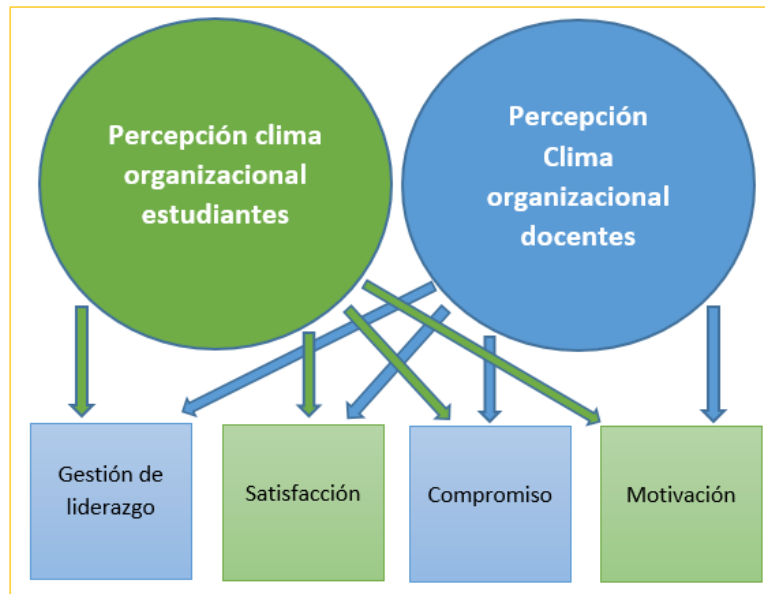 Percepción clima
organizacional
estudiantes
Percepción
Clima
organizacional
docentes
Gestión de
liderazgo
Satisfacción
Compromiso
Motivación